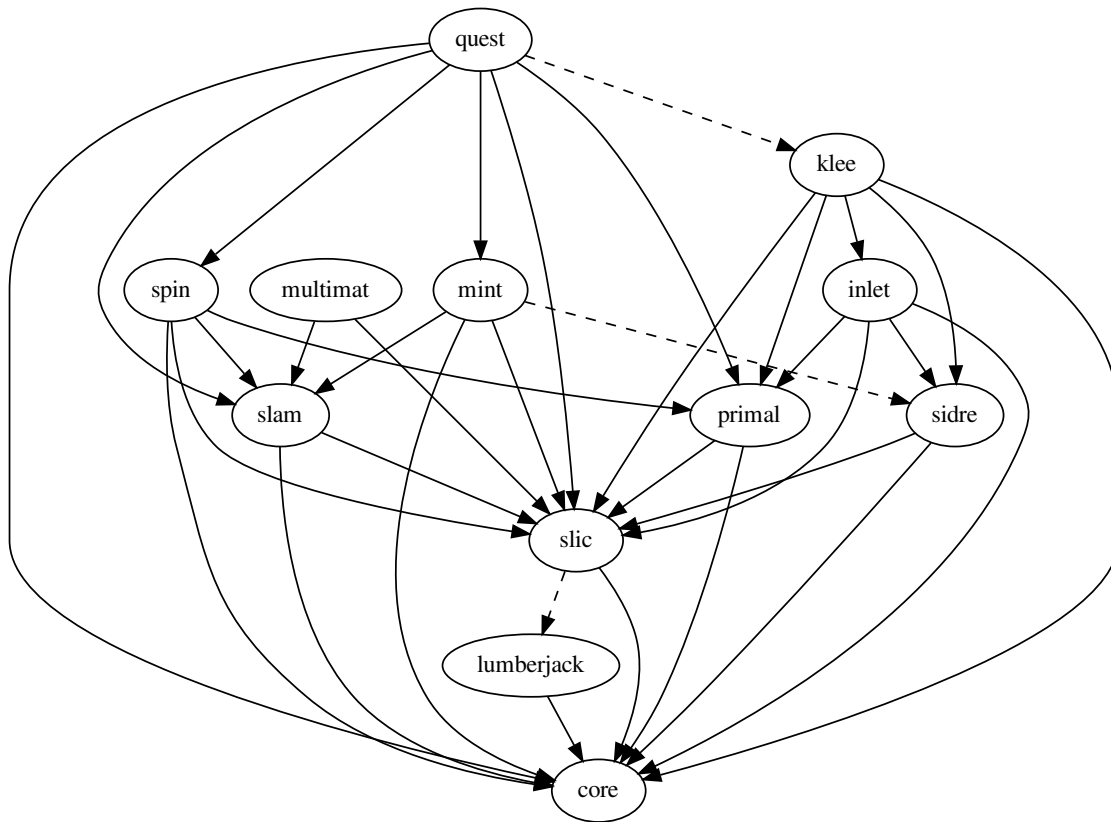 quest
klee
spin
multimat
mint
inlet
slam
primal
sidre
slic
lumberjack
core